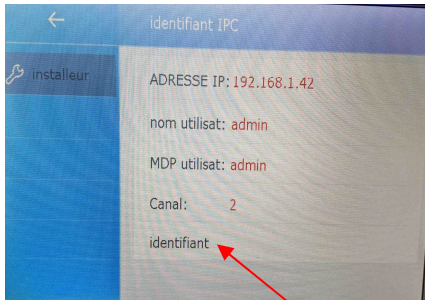 identifiant IPC
installeur
ADRESSE IP: 192.168.1.42
nom utilisat: admin
MDP utilisat: admin
Canal: 2
identifiant